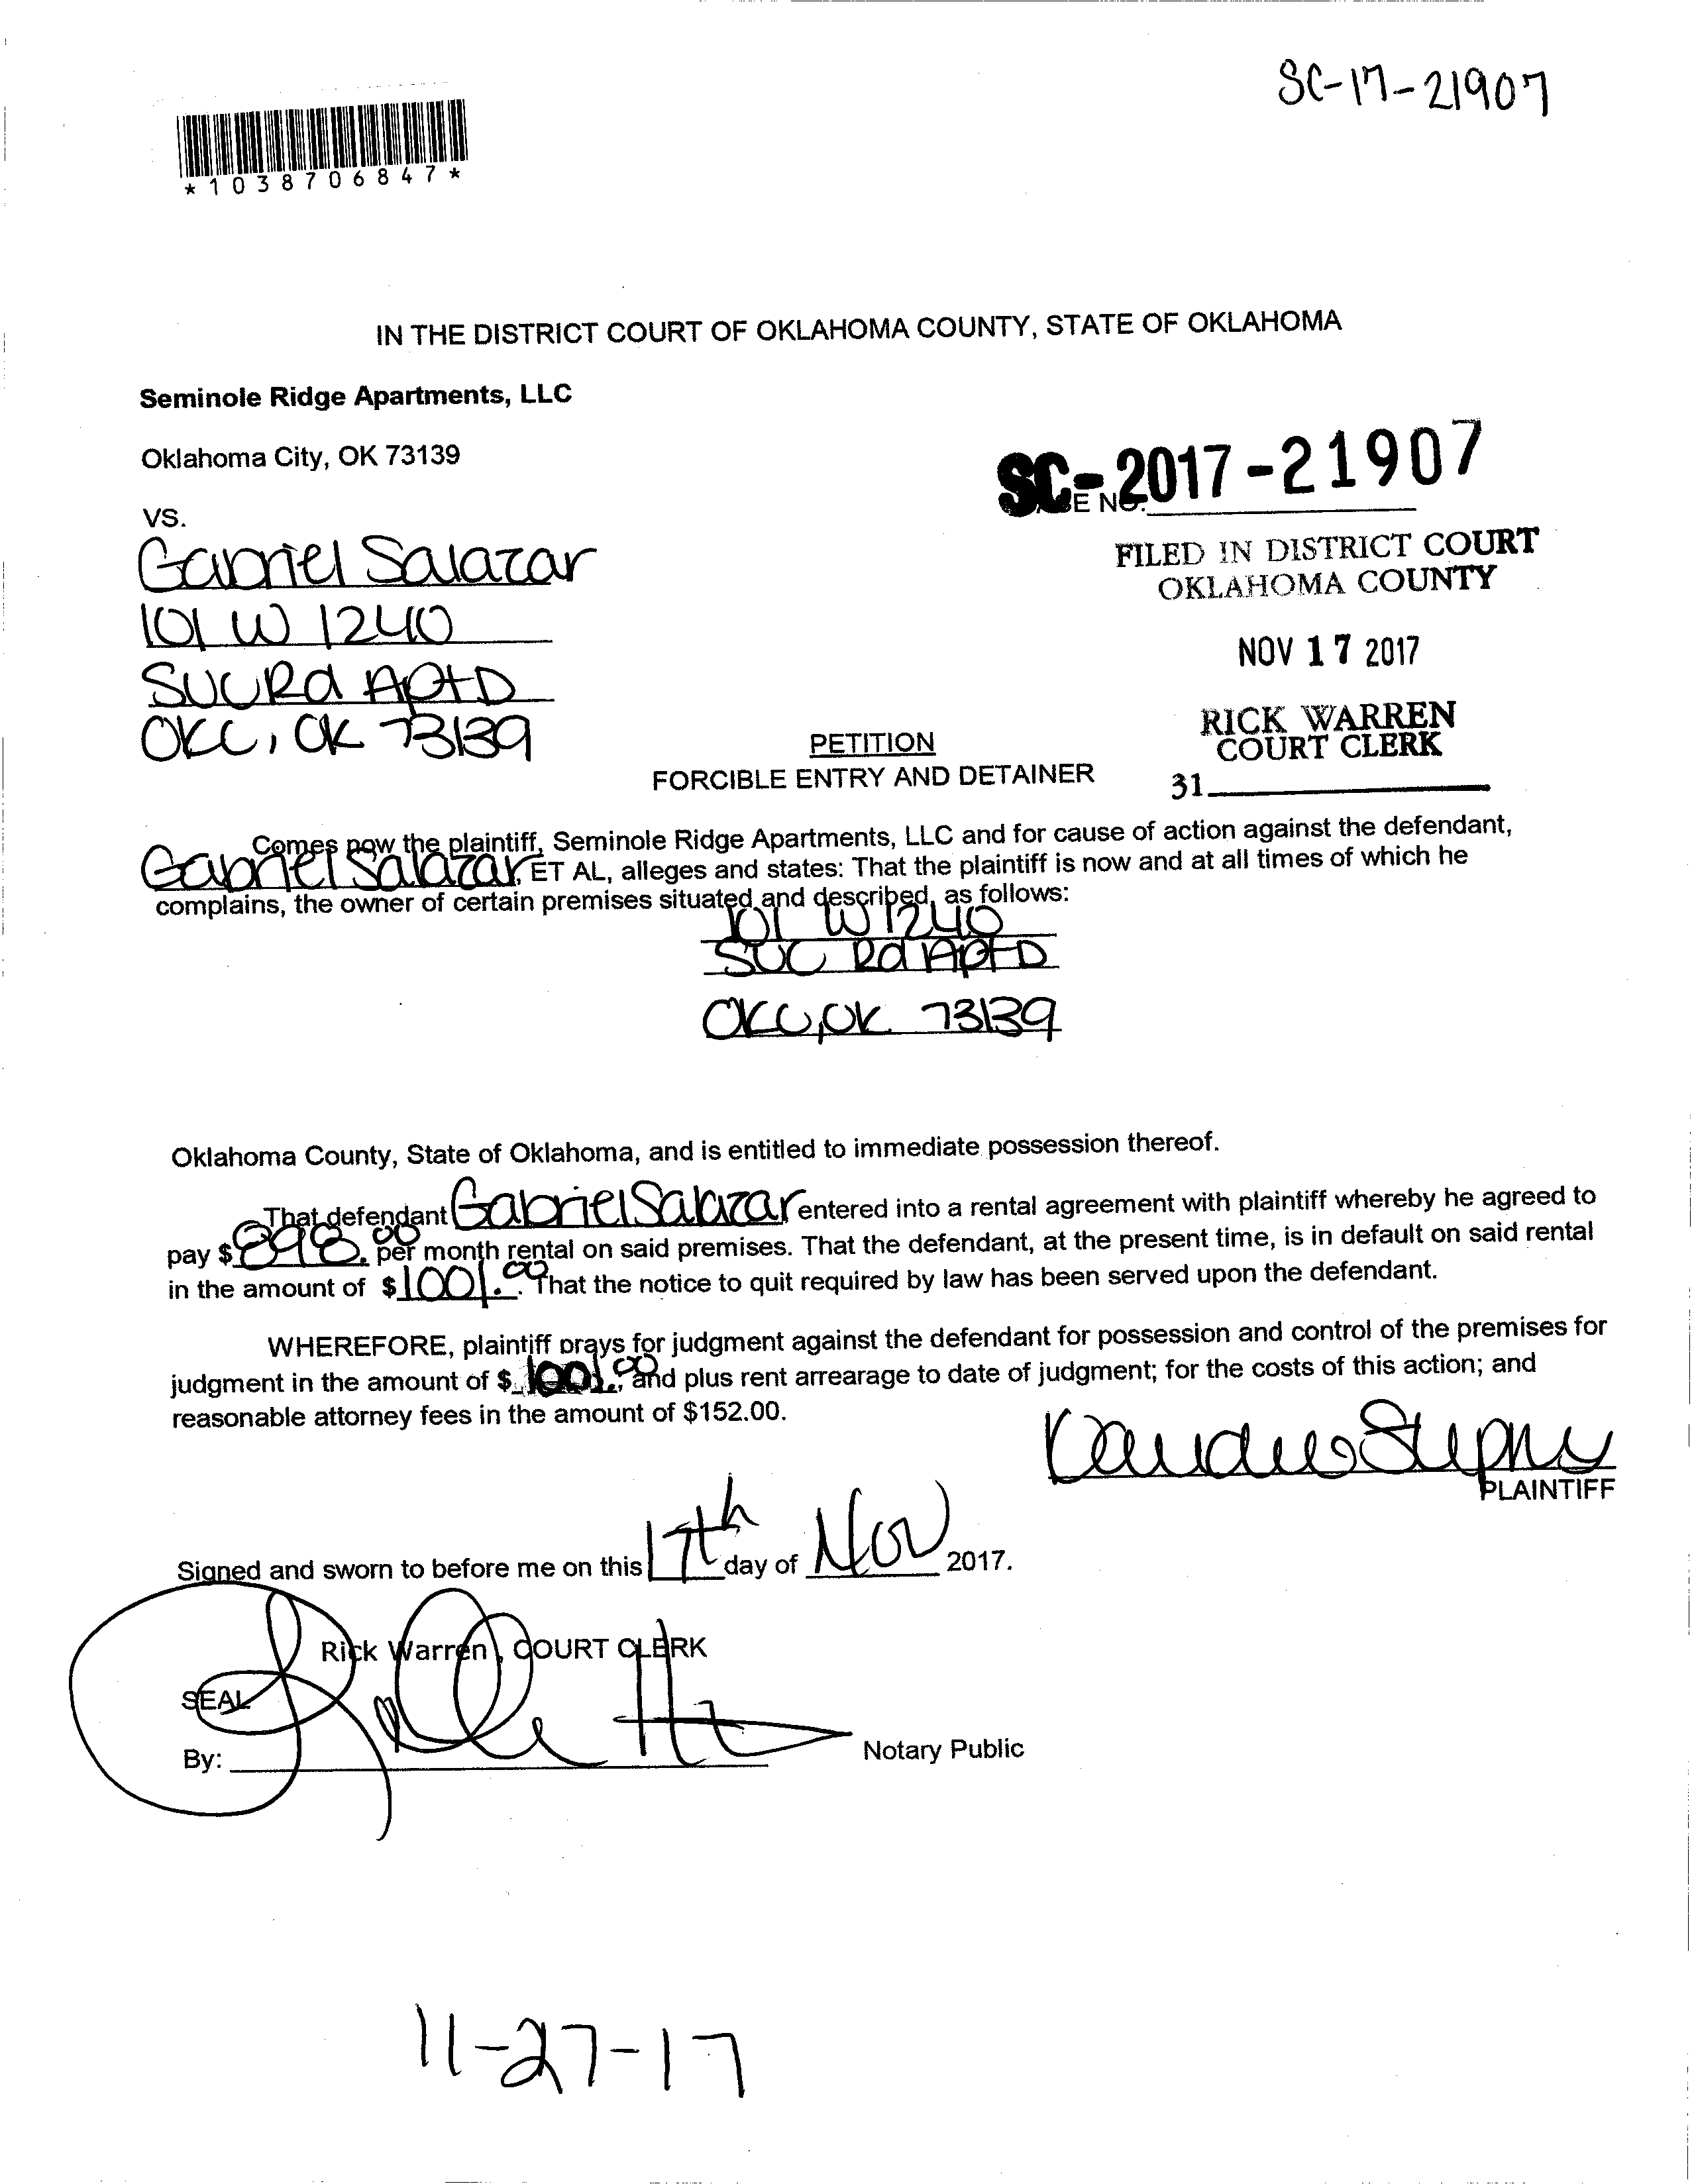 SC-17-21907
*1038706847*
IN THE DISTRICT COURT OF OKLAHOMA COUNTY, STATE OF OKLAHOMA
Seminole Ridge Apartments, LLC
Oklahoma City, OK 73139
SC-2017-21907
E NO.
VS.
Gabriel Salazar
101 W 1240
SUURd AptD
OKC, OK 73139
FILED IN DISTRICT COURT
OKLAHOMA COUNTY
NOV 17 2017
RICK WARREN
COURT CLERK
31
PETITION
FORCIBLE ENTRY AND DETAINER
Comes now the plaintiff, Seminole Ridge Apartments, LLC and for cause of action against the defendant,
Gabriel Salazar, ET AL, alleges and states: That the plaintiff is now and at all times of which he
complains, the owner of certain premises situated and described, as follows:
101 W 1240
SUC Rd AptD
OKC, OK 73139
Oklahoma County, State of Oklahoma, and is entitled to immediate possession thereof.
That defendant Gabriel Salazar entered into a rental agreement with plaintiff whereby he agreed to
pay $898.00 per month rental on said premises. That the defendant, at the present time, is in default on said rental
in the amount of $1001.00. That the notice to quit required by law has been served upon the defendant.
WHEREFORE, plaintiff prays for judgment against the defendant for possession and control of the premises for
judgment in the amount of $1001.00, and plus rent arrearage to date of judgment; for the costs of this action; and
reasonable attorney fees in the amount of $152.00.
PLAINTIFF
Signed and sworn to before me on this 17th day of Nov 2017.
Rick Warren, COURT CLERK
SEAL
By:
Notary Public
11-27-17